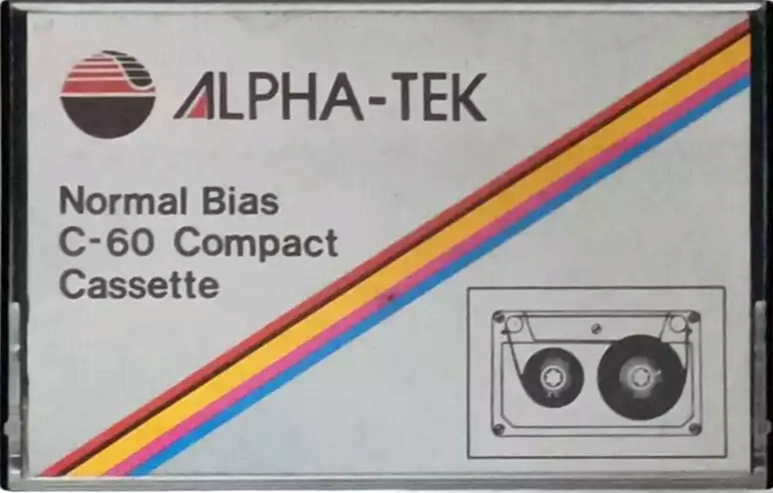 ALPHA-TEK
Normal Bias
C-60 Compact
Cassette